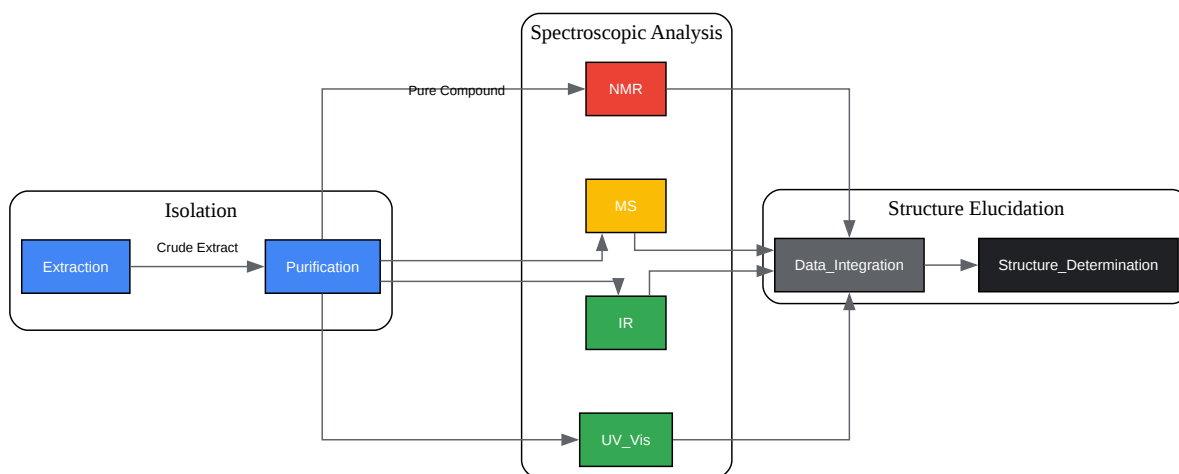 Spectroscopic Analysis
Pure Compound
NMR
MS
Isolation
Structure Elucidation
Crude Extract
Extraction
Purification
Data_Integration
Structure_Determination
IR
UV_Vis